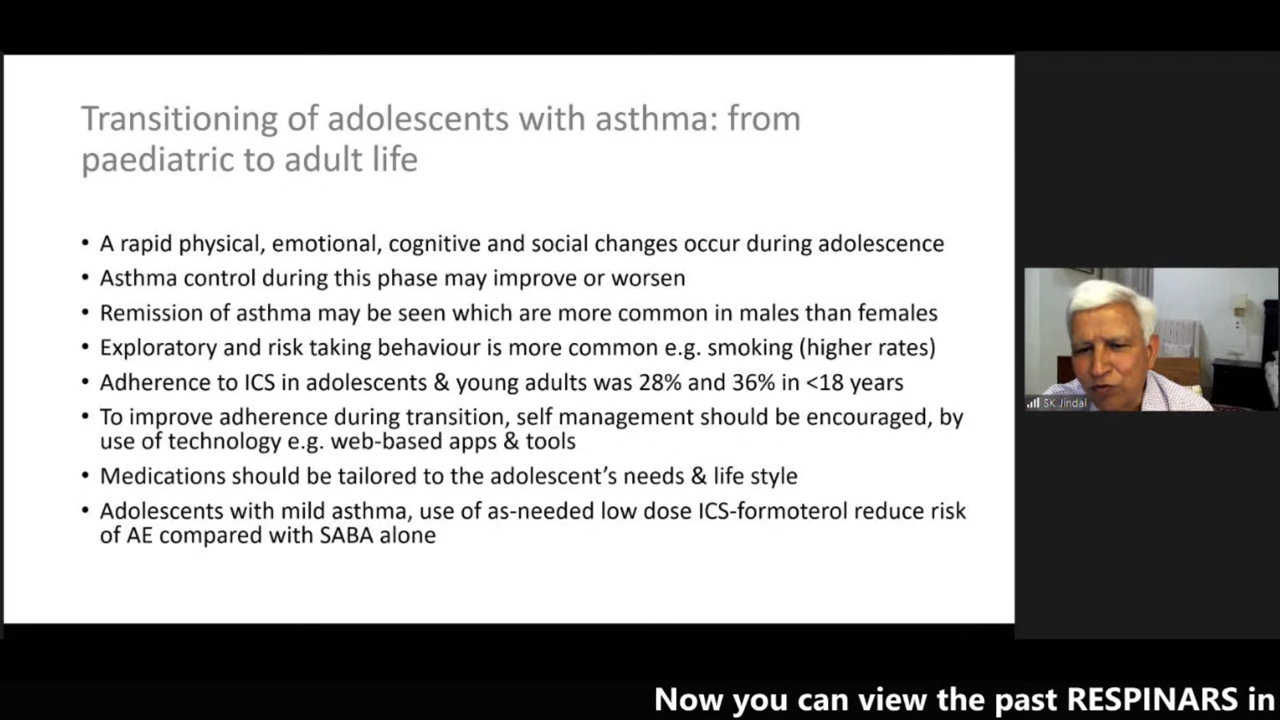 Transitioning of adolescents with asthma: from
paediatric to adult life
• A rapid physical, emotional, cognitive and social changes occur during adolescence
• Asthma control during this phase may improve or worsen
• Remission of asthma may be seen which are more common in males than females
• Exploratory and risk taking behaviour is more common e.g. smoking (higher rates)
• Adherence to ICS in adolescents & young adults was 28% and 36% in <18 years
• To improve adherence during transition, self management should be encouraged, by
use of technology e.g. web-based apps & tools
• Medications should be tailored to the adolescent’s needs & life style
• Adolescents with mild asthma, use of as-needed low dose ICS-formoterol reduce risk
of AE compared with SABA alone
SK Jindal
Now you can view the past RESPINARS in